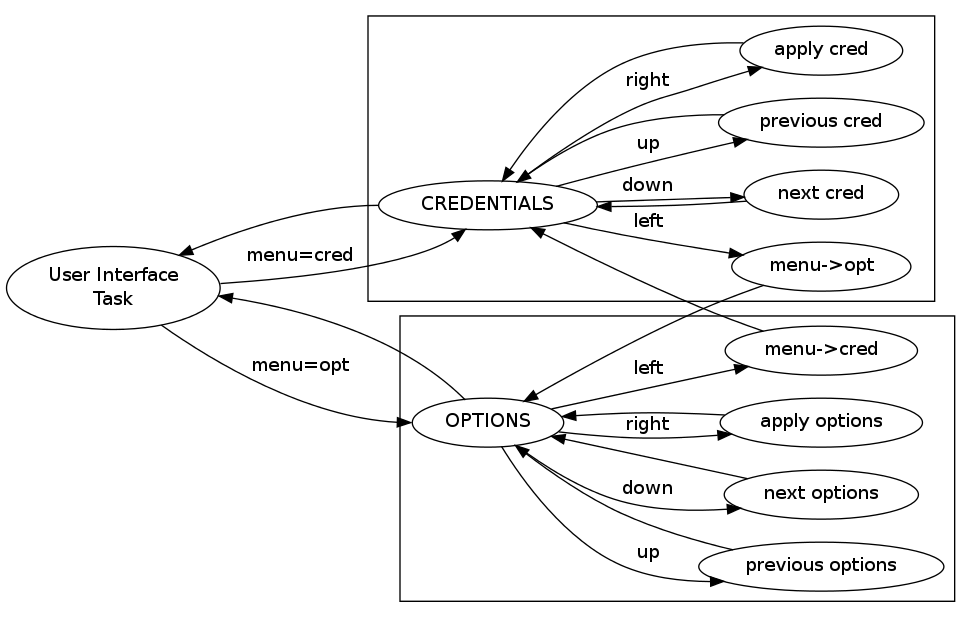 apply cred
right
previous cred
up
down
next cred
CREDENTIALS
left
menu=cred
menu->opt
User Interface
Task
menu->cred
menu=opt
left
OPTIONS
right
apply options
down
next options
up
previous options